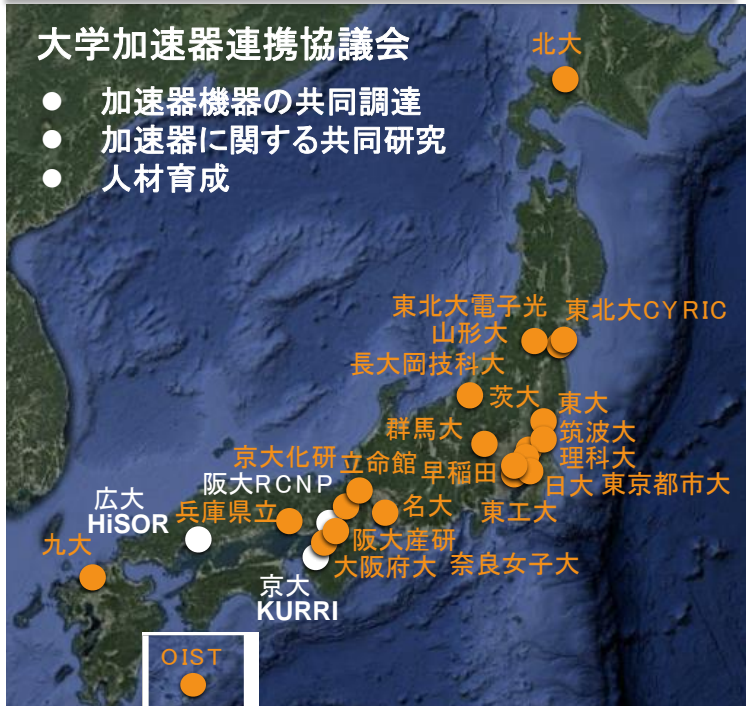 大学加速器連携協議会
● 加速器機器の共同調達
● 加速器に関する共同研究
● 人材育成
北大
東北大電子光
東北大CYRIC
山形大
長大岡技科大
茨大
東大
群馬大
筑波大
京大化研
立命館
早稲田
理科大
阪大RCNP
日大
東京都市大
広大
HiSOR
兵庫県立
名大
東工大
九大
阪大産研
大阪府大
奈良女子大
京大
KURRI
OIST